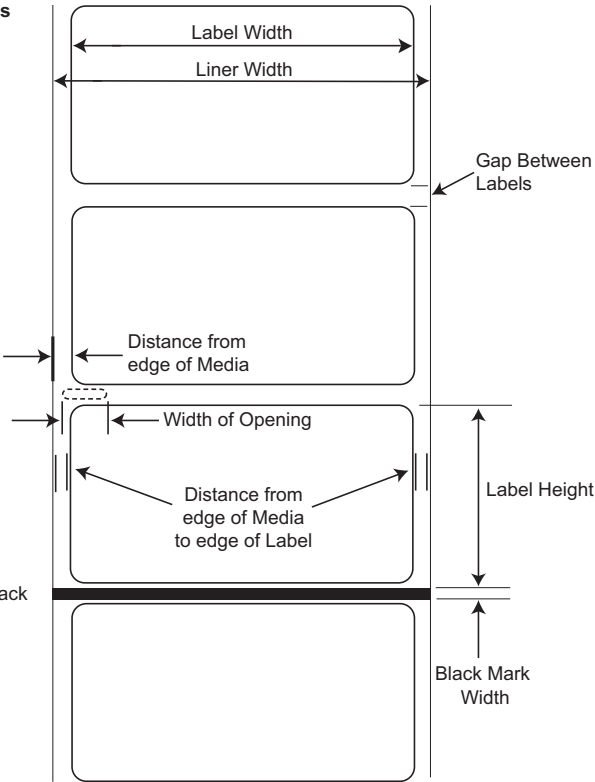 s
Label Width
Liner Width
Gap Between
Labels
Distance from
edge of Media
Width of Opening
Distance from
edge of Media
to edge of Label
Label Height
ack
Black Mark
Width